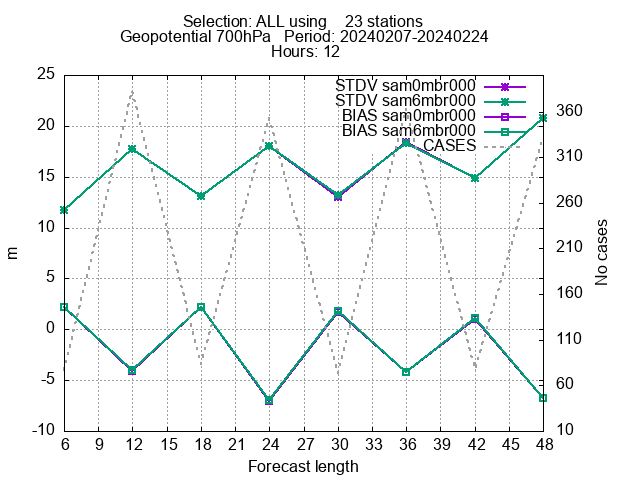 Selection: ALL using    23 stations
Geopotential 700hPa   Period: 20240207-20240224
Hours: 12
STDV sam0mbr000
STDV sam6mbr000
BIAS sam0mbr000
BIAS sam6mbr000
CASES
25
20
15
10
5
0
-5
-10
m
360
310
260
210
160
110
60
10
No cases
6 9 12 15 18 21 24 27 30 33 36 39 42 45 48
Forecast length